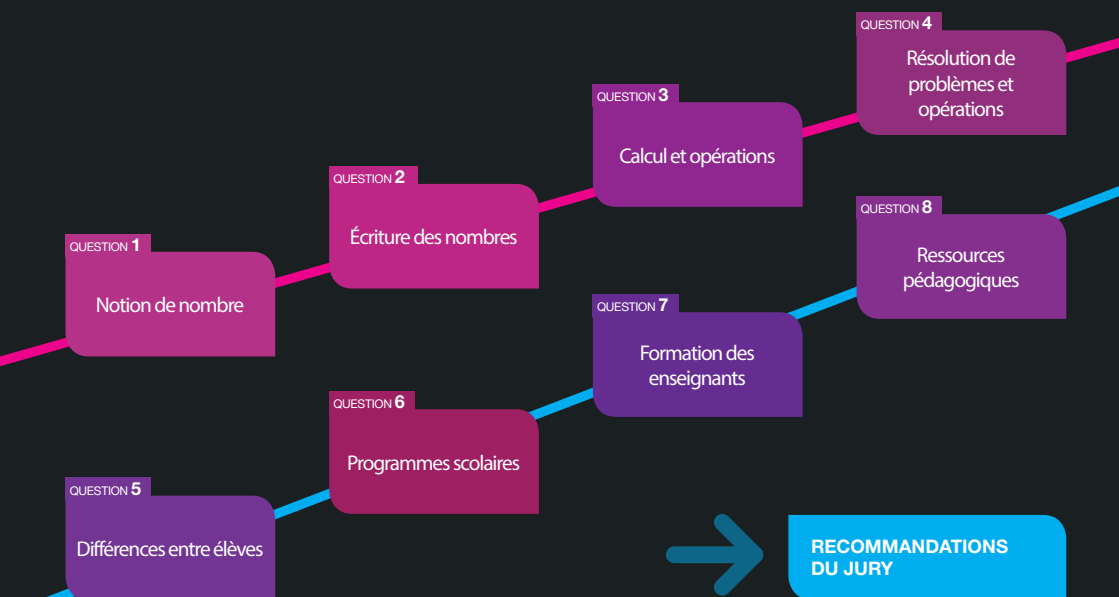 QUESTION 1
Notion de nombre
QUESTION 2
Écriture des nombres
QUESTION 3
Calcul et opérations
QUESTION 4
Résolution de
problèmes et
opérations
QUESTION 5
Différences entre élèves
QUESTION 6
Programmes scolaires
QUESTION 7
Formation des
enseignants
QUESTION 8
Ressources
pédagogiques
RECOMMANDATIONS
DU JURY